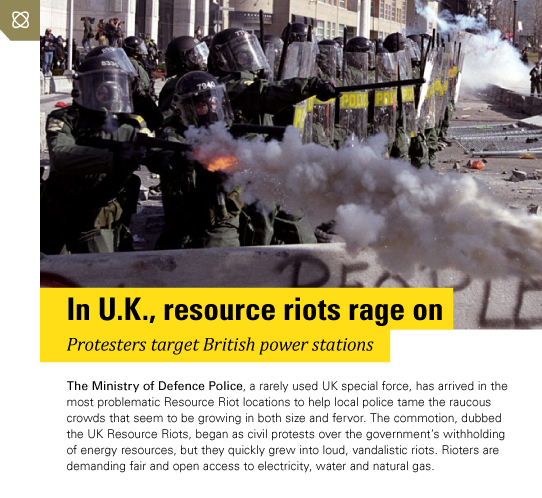 8330
7940
POLICE
PEOPLE
In U.K., resource riots rage on
Protesters target British power stations
The Ministry of Defence Police, a rarely used UK special force, has arrived in the
most problematic Resource Riot locations to help local police tame the raucous
crowds that seem to be growing in both size and fervor. The commotion, dubbed
the UK Resource Riots, began as civil protests over the government's withholding
of energy resources, but they quickly grew into loud, vandalistic riots. Rioters are
demanding fair and open access to electricity, water and natural gas.